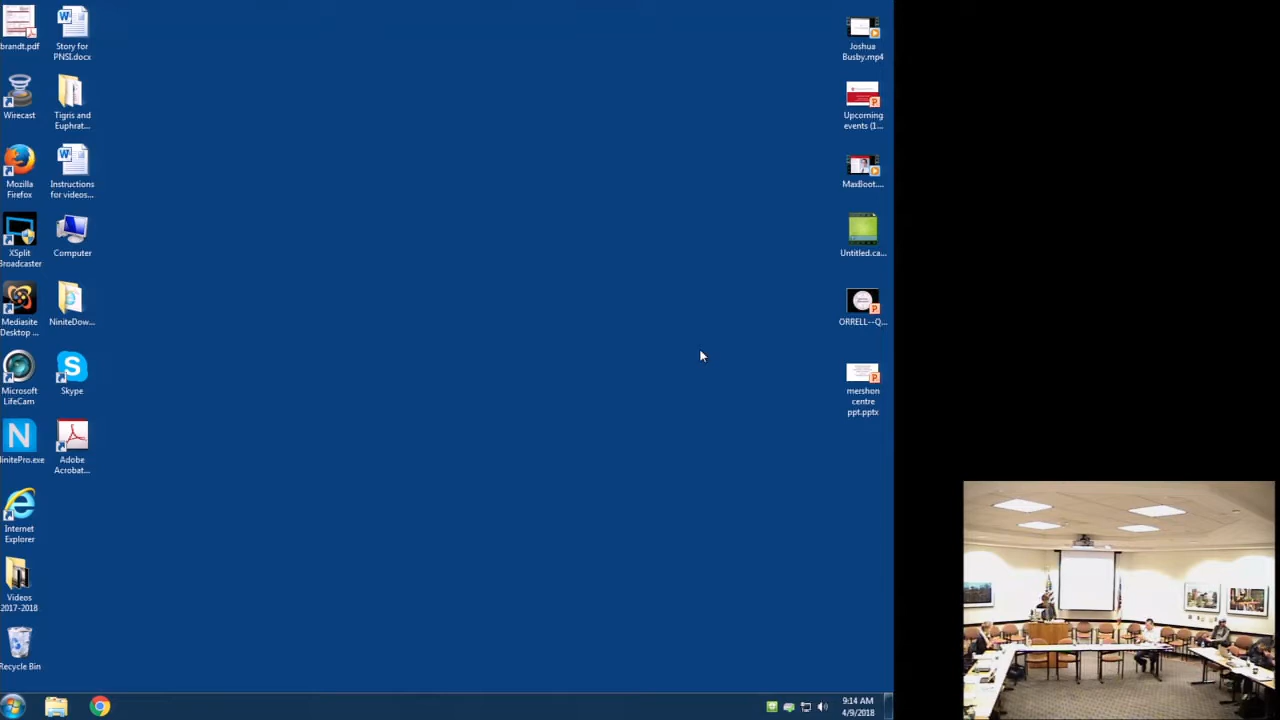 brandt.pdf
Story for
PNSI.docx
Wirecast
Tigris and
Euphrat...
Mozilla
Firefox
Instructions
for videos...
XSplit
Broadcaster
Computer
Mediasite
Desktop ...
NiniteDow...
Microsoft
LifeCam
Skype
NinitePro.exe
Adobe
Acrobat...
Internet
Explorer
Videos
2017-2018
Recycle Bin
Joshua
Busby.mp4
Upcoming
events (1...
MaxBoot....
Untitled.ca...
ORRELL--Q...
mershon
centre
ppt.pptx
9:14 AM
4/9/2018